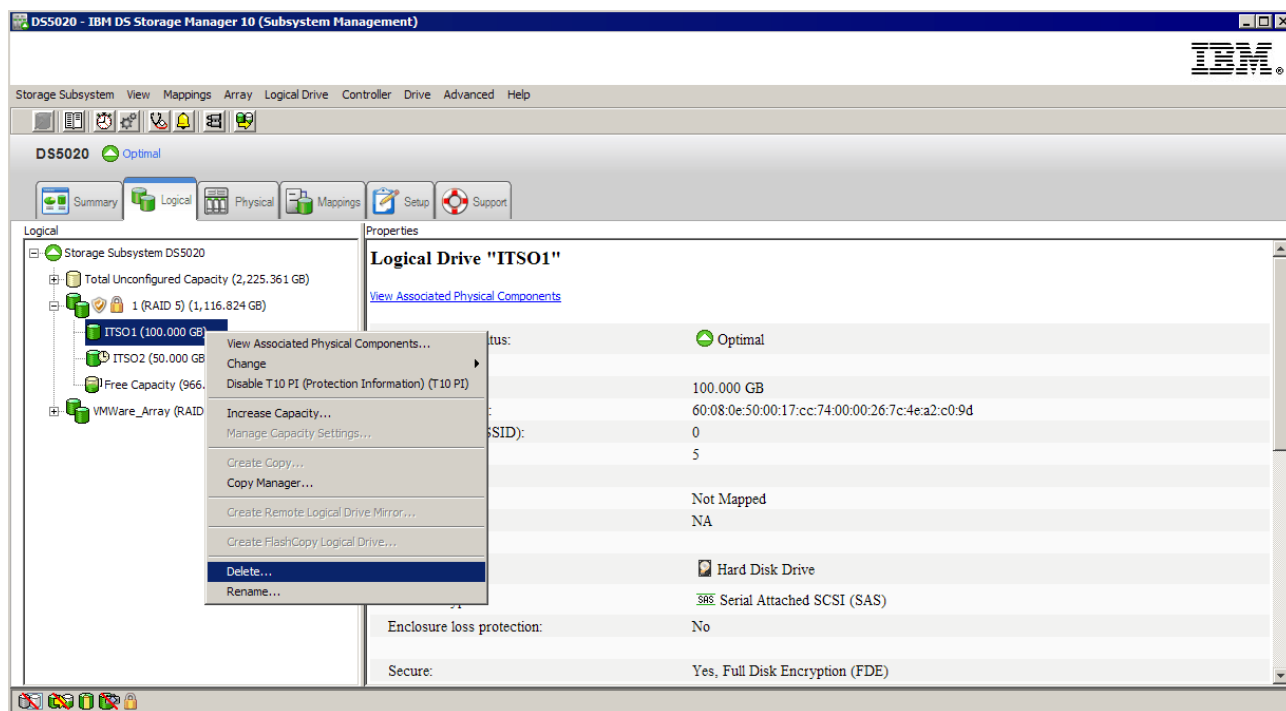 DS5020 - IBM DS Storage Manager 10 (Subsystem Management)
IBM®
Storage Subsystem View Mappings Array Logical Drive Controller Drive Advanced Help
DS5020 Optimal
Summary Logical Physical Mappings Setup Support
Logical
Storage Subsystem DS5020
Total Unconfigured Capacity (2,225.361 GB)
1 (RAID 5) (1,116.824 GB)
ITSO1 (100.000 GB)
ITSO2 (50.000 GB
Free Capacity (966.
VMWare_Array (RAID
View Associated Physical Components...
Change
Disable T10 PI (Protection Information) (T10 PI)
Increase Capacity...
Manage Capacity Settings...
Create Copy...
Copy Manager...
Create Remote Logical Drive Mirror...
Create FlashCopy Logical Drive...
Delete...
Rename...
Properties
Logical Drive "ITSO1"
View Associated Physical Components
tus: Optimal
100.000 GB
: 60:08:0e:50:00:17:cc:74:00:00:26:7c:4e:a2:c0:9d
SSID): 0
5
Not Mapped
NA
Hard Disk Drive
SAS Serial Attached SCSI (SAS)
Enclosure loss protection: No
Secure: Yes, Full Disk Encryption (FDE)